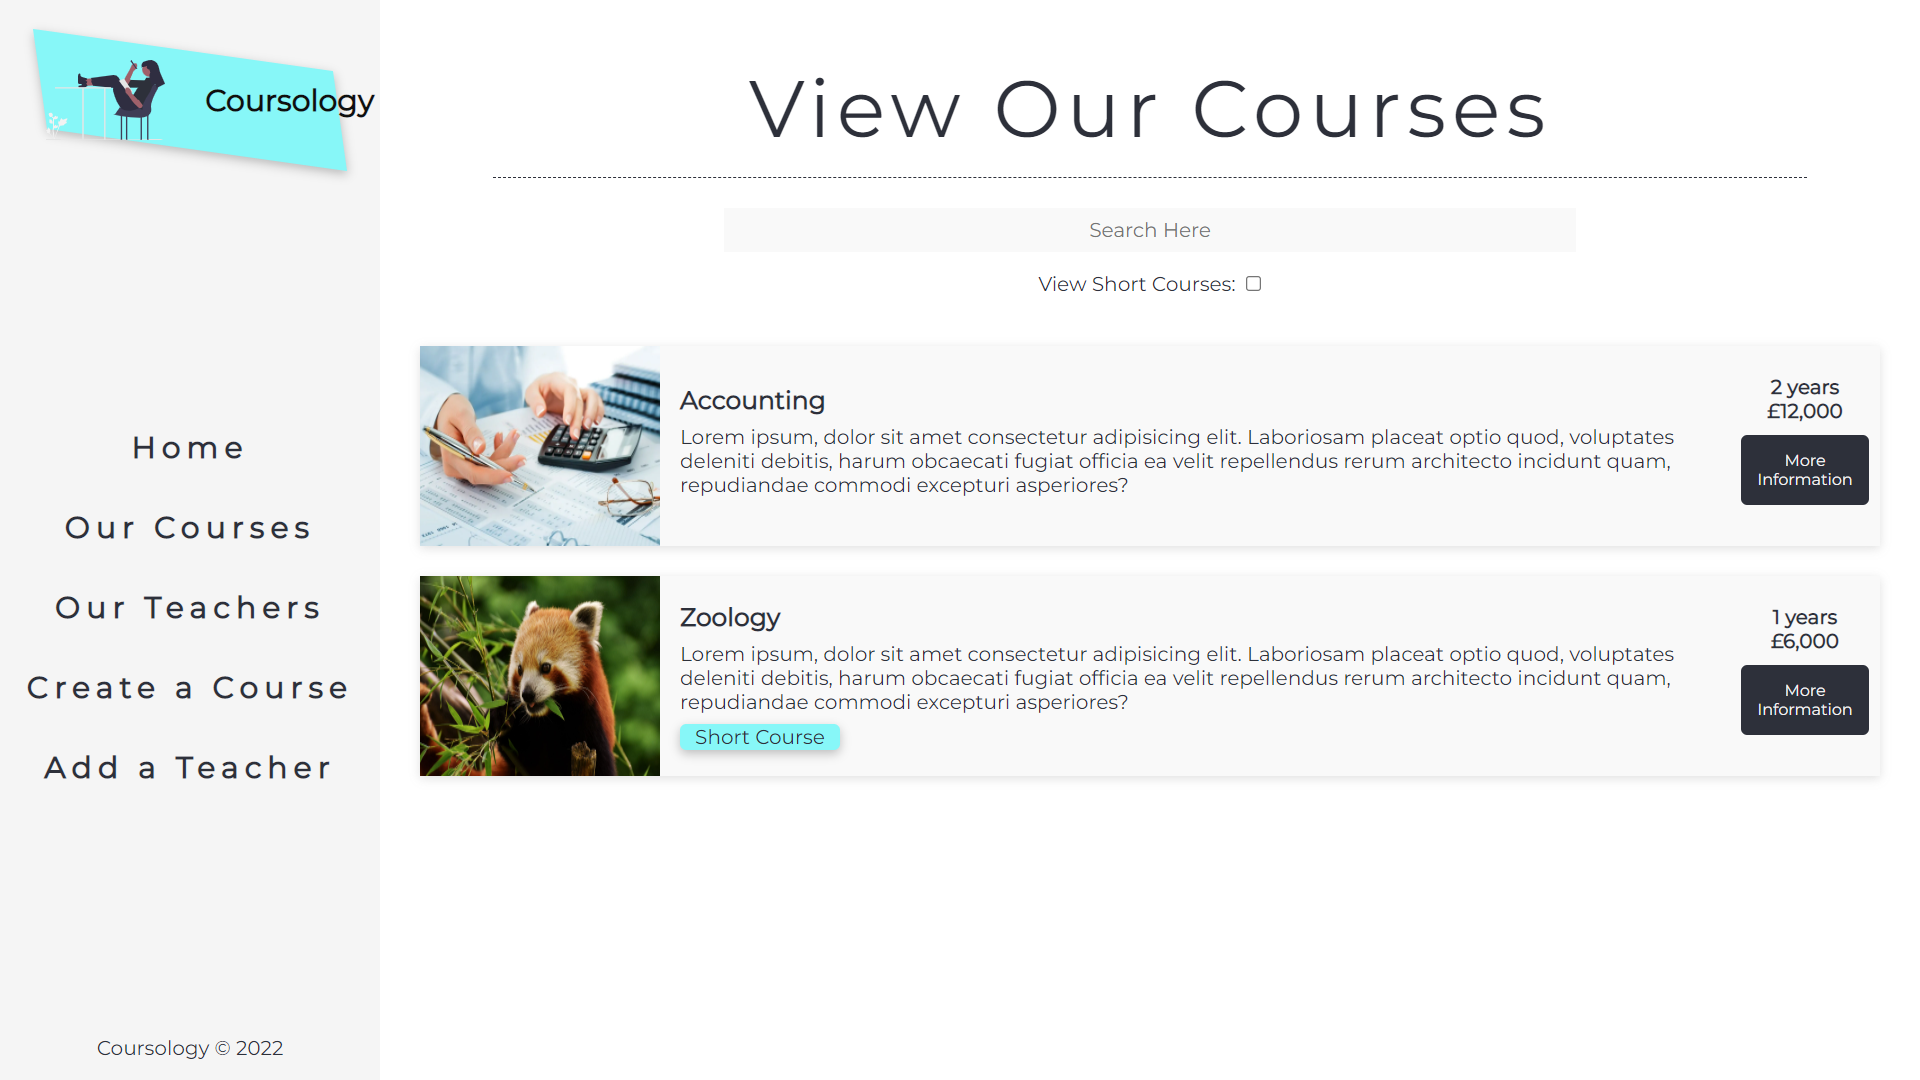 Coursology
Home
Our Courses
Our Teachers
Create a Course
Add a Teacher
Coursology © 2022
View Our Courses
Search Here
View Short Courses:
Accounting
Lorem ipsum, dolor sit amet consectetur adipisicing elit. Laboriosam placeat optio quod, voluptates
deleniti debitis, harum obcaecati fugiat officia ea velit repellendus rerum architecto incidunt quam,
repudiandae commodi excepturi asperiores?
2 years
£12,000
More
Information
Zoology
Lorem ipsum, dolor sit amet consectetur adipisicing elit. Laboriosam placeat optio quod, voluptates
deleniti debitis, harum obcaecati fugiat officia ea velit repellendus rerum architecto incidunt quam,
repudiandae commodi excepturi asperiores?
Short Course
1 years
£6,000
More
Information